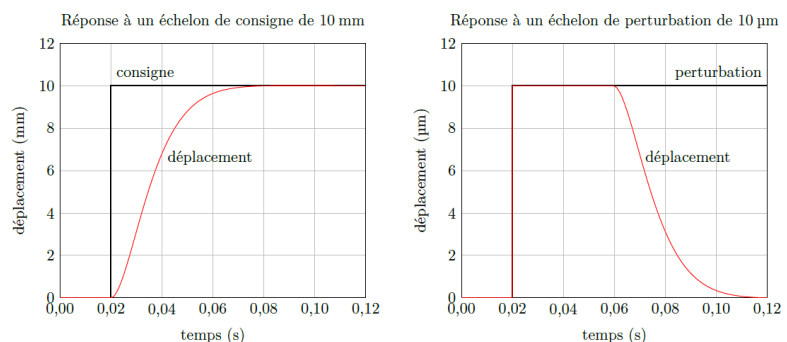 Réponse à un échelon de consigne de 10 mm
12
10
8
6
4
2
0
0,00 0,02 0,04 0,06 0,08 0,10 0,12
déplacement (mm)
temps (s)
consigne
déplacement
Réponse à un échelon de perturbation de 10 µm
12
10
8
6
4
2
0
0,00 0,02 0,04 0,06 0,08 0,10 0,12
déplacement (µm)
temps (s)
perturbation
déplacement